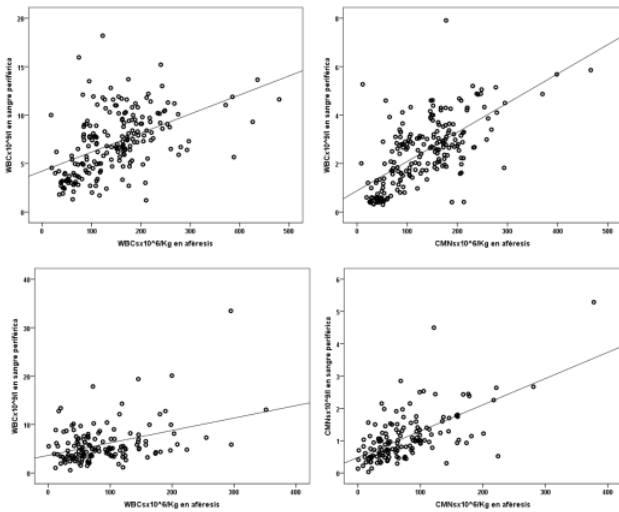 WBCx10^9/l en sangre periférica
20
15
10
5
0
0 100 200 300 400 500
WBCsx10^6/Kg en aféresis
WBCx10^9/l en sangre periférica
8
6
4
2
0
0 100 200 300 400 500
CMNsx10^6/Kg en aféresis
WBCx10^9/l en sangre periférica
40
30
20
10
0
0 100 200 300 400
WBCsx10^6/Kg en aféresis
CMNsx10^9/l en sangre periférica
6
5
4
3
2
1
0
0 100 200 300 400
CMNsx10^6/Kg en aféresis